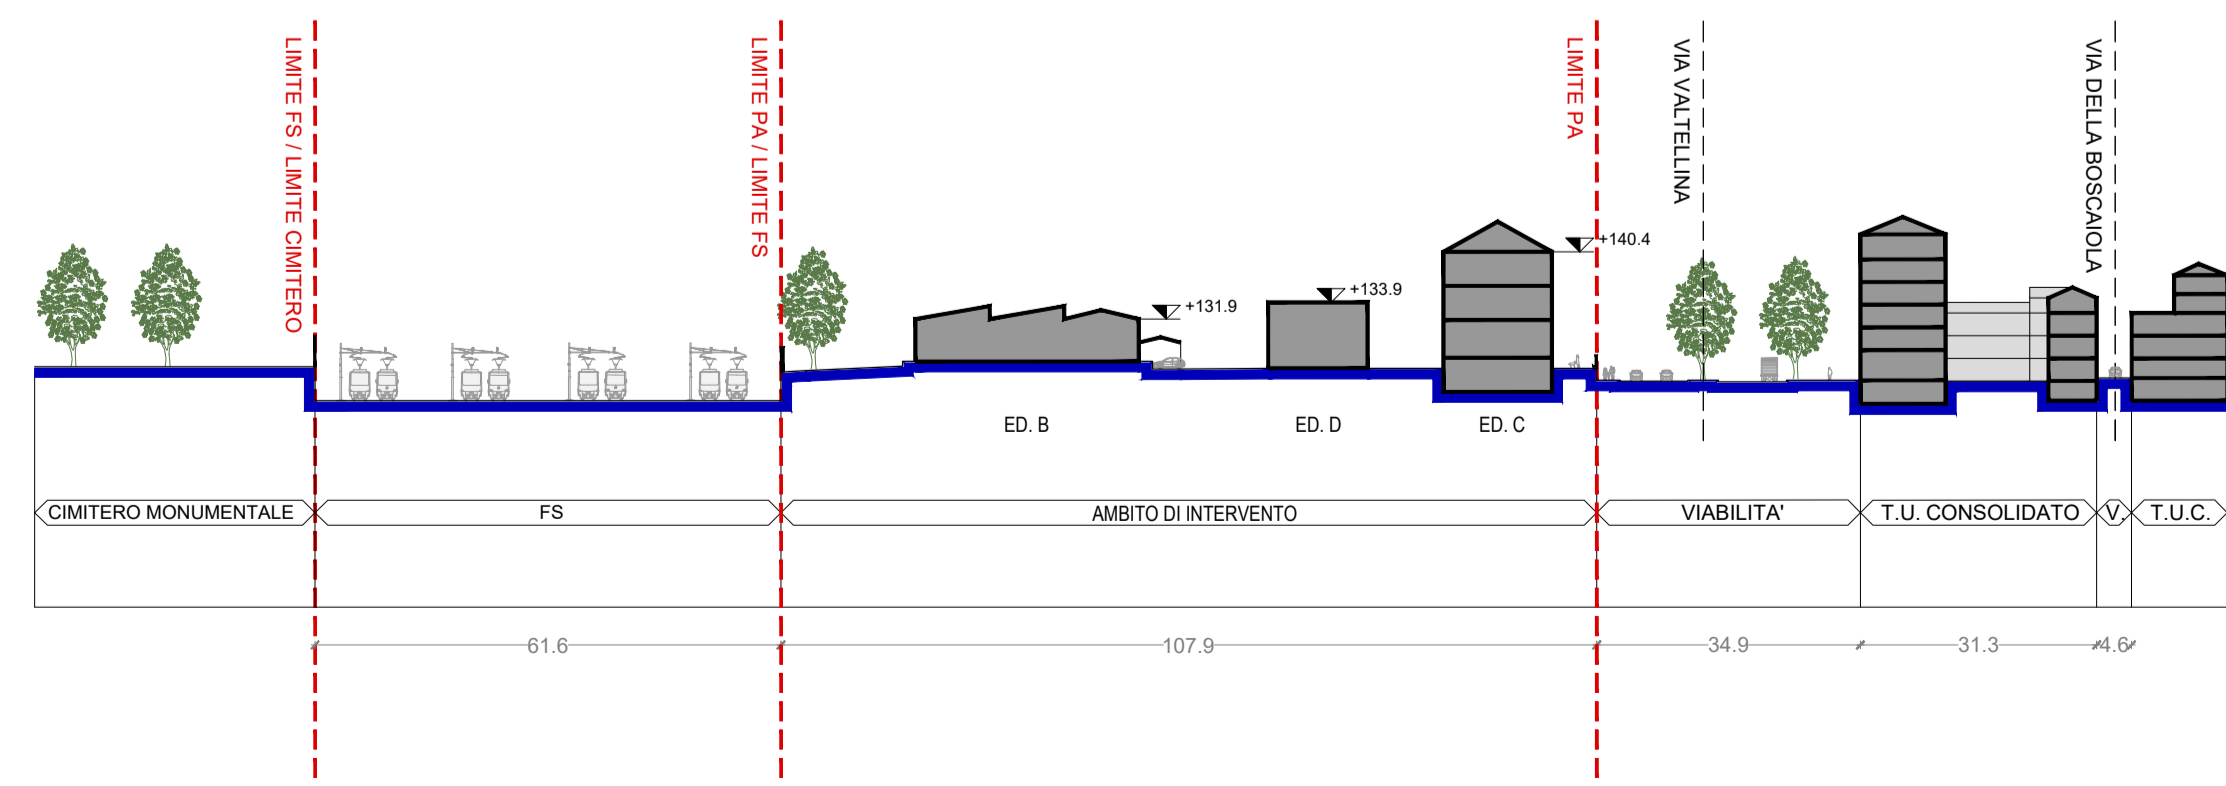 LIMITE FS / LIMITE CIMITERO
LIMITE PA / LIMITE FS
LIMITE PA
VIA VALTELLINA
VIA DELLA BOSCAIOLA
+140.4
+133.9
+131.9
ED. B
ED. D
ED. C
CIMITERO MONUMENTALE
FS
AMBITO DI INTERVENTO
VIABILITA'
T.U. CONSOLIDATO
V.
T.U.C.
61.6
107.9
34.9
31.3
4.6